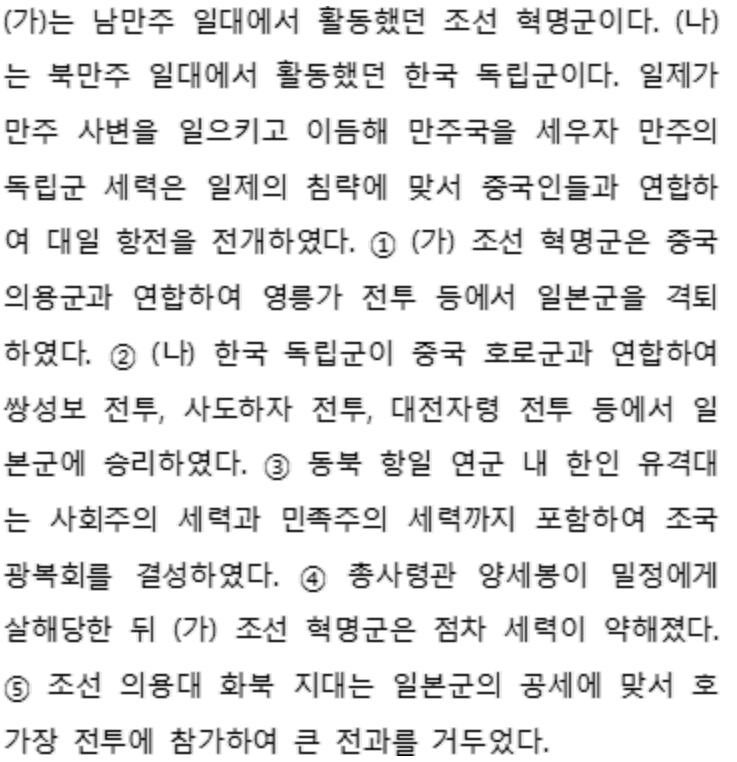 (가)는 남만주 일대에서 활동했던 조선 혁명군이다. (나)
는 북만주 일대에서 활동했던 한국 독립군이다. 일제가
만주 사변을 일으키고 이듬해 만주국을 세우자 만주의
독립군 세력은 일제의 침략에 맞서 중국인들과 연합하
여 대일 항전을 전개하였다. ① (가) 조선 혁명군은 중국
의용군과 연합하여 영릉가 전투 등에서 일본군을 격퇴
하였다. ② (나) 한국 독립군이 중국 호로군과 연합하여
쌍성보 전투, 사도하자 전투, 대전자령 전투 등에서 일
본군에 승리하였다. ③ 동북 항일 연군 내 한인 유격대
는 사회주의 세력과 민족주의 세력까지 포함하여 조국
광복회를 결성하였다. ④ 총사령관 양세봉이 밀정에게
살해당한 뒤 (가) 조선 혁명군은 점차 세력이 약해졌다.
⑤ 조선 의용대 화북 지대는 일본군의 공세에 맞서 호
가장 전투에 참가하여 큰 전과를 거두었다.